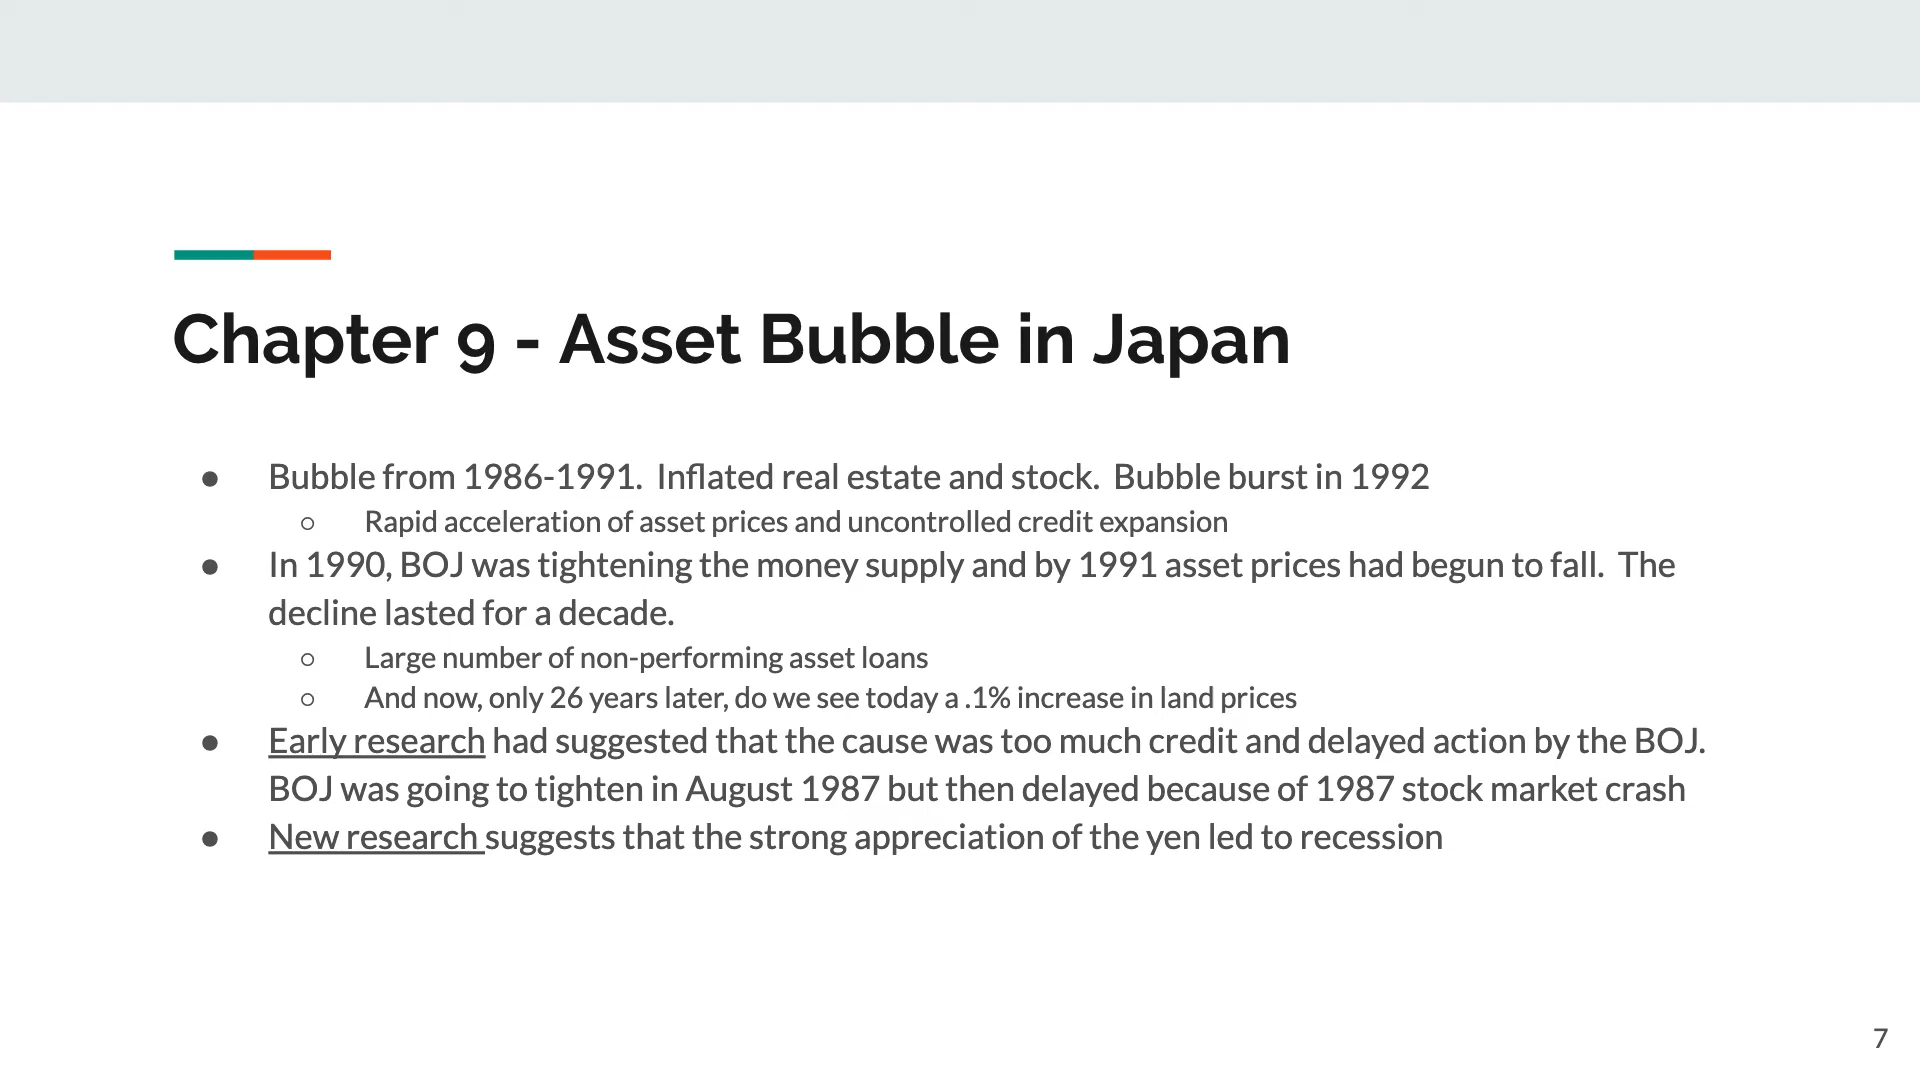 Chapter 9 - Asset Bubble in Japan
● Bubble from 1986-1991.  Inflated real estate and stock.  Bubble burst in 1992
○ Rapid acceleration of asset prices and uncontrolled credit expansion
● In 1990, BOJ was tightening the money supply and by 1991 asset prices had begun to fall.  The
decline lasted for a decade.
○ Large number of non-performing asset loans
○ And now, only 26 years later, do we see today a .1% increase in land prices
● Early research had suggested that the cause was too much credit and delayed action by the BOJ.
BOJ was going to tighten in August 1987 but then delayed because of 1987 stock market crash
● New research suggests that the strong appreciation of the yen led to recession
7